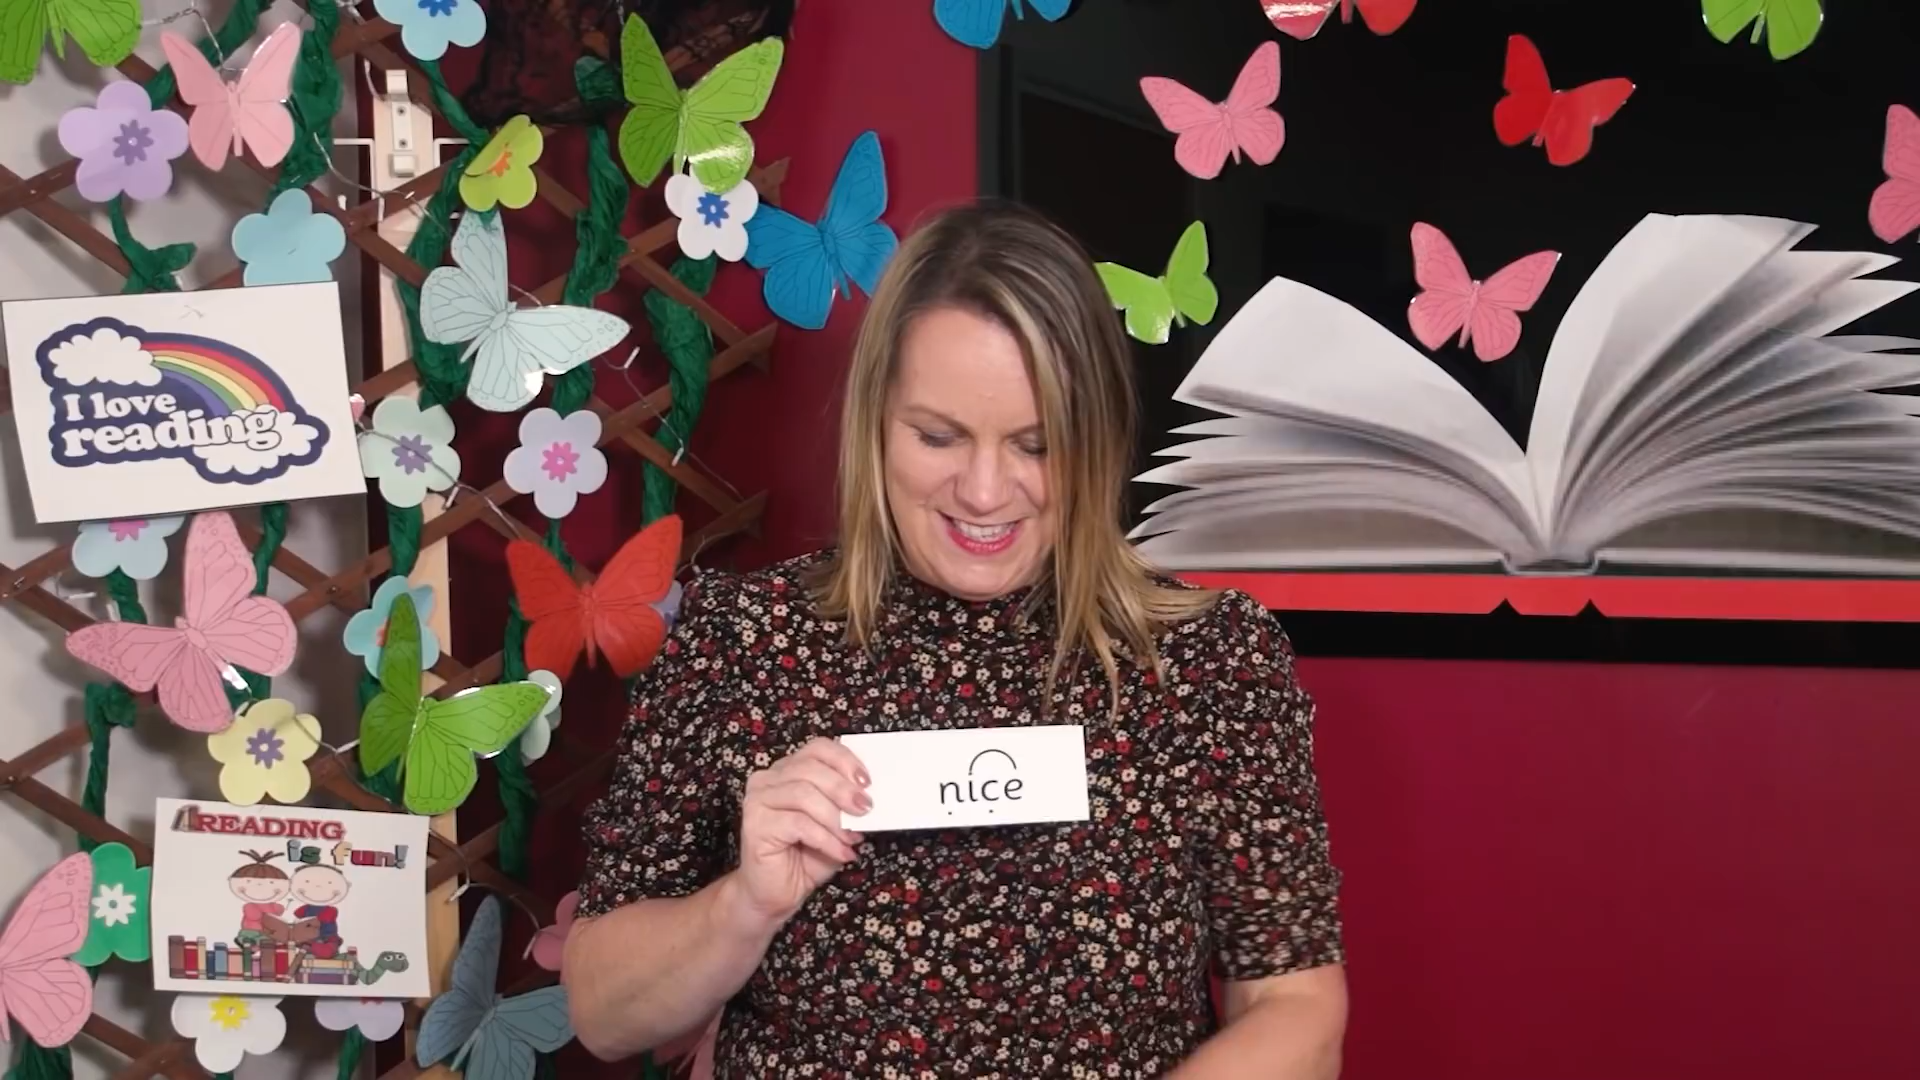 I love
reading
READING
is fun!
nice